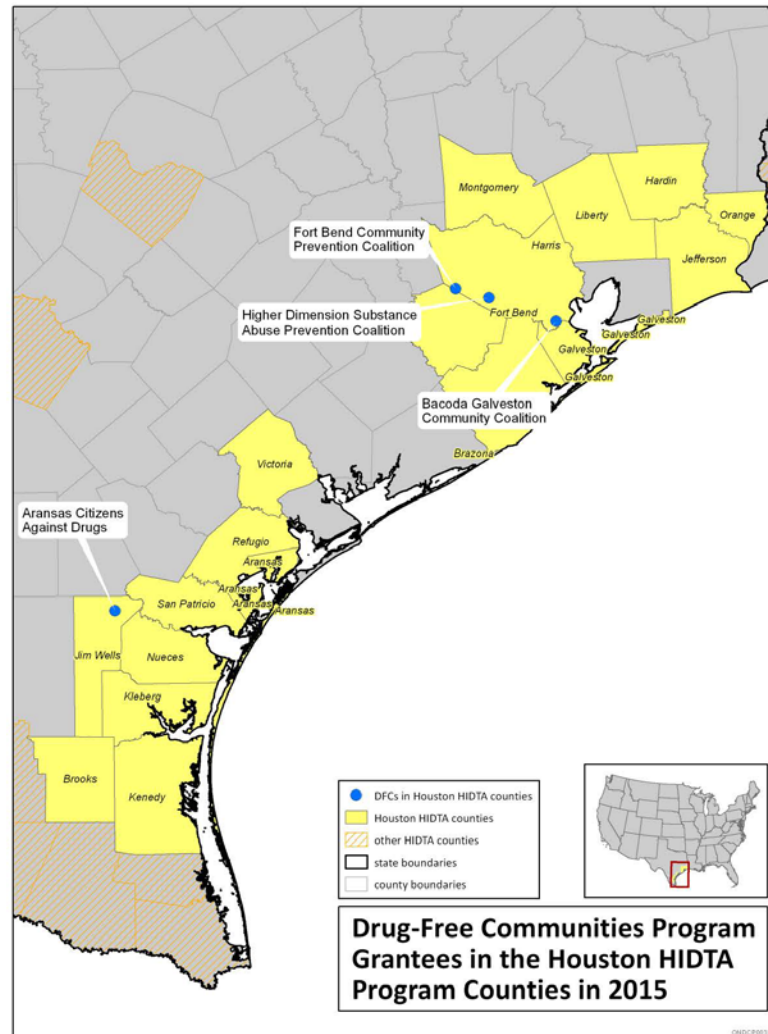 Montgomery
Hardin
Liberty
Orange
Fort Bend Community
Prevention Coalition
Harris
Jefferson
Higher Dimension Substance
Abuse Prevention Coalition
Fort Bend
Galveston
Galveston
Galveston
Galveston
Bacoda Galveston
Community Coalition
Brazoria
Victoria
Aransas Citizens
Against Drugs
Refugio
Aransas
Aransas
San Patricio
Aransas
Aransas
Jim Wells
Nueces
Kleberg
Brooks
Kenedy
DFCs in Houston HIDTA counties
Houston HIDTA counties
other HIDTA counties
state boundaries
county boundaries
Drug-Free Communities Program
Grantees in the Houston HIDTA
Program Counties in 2015